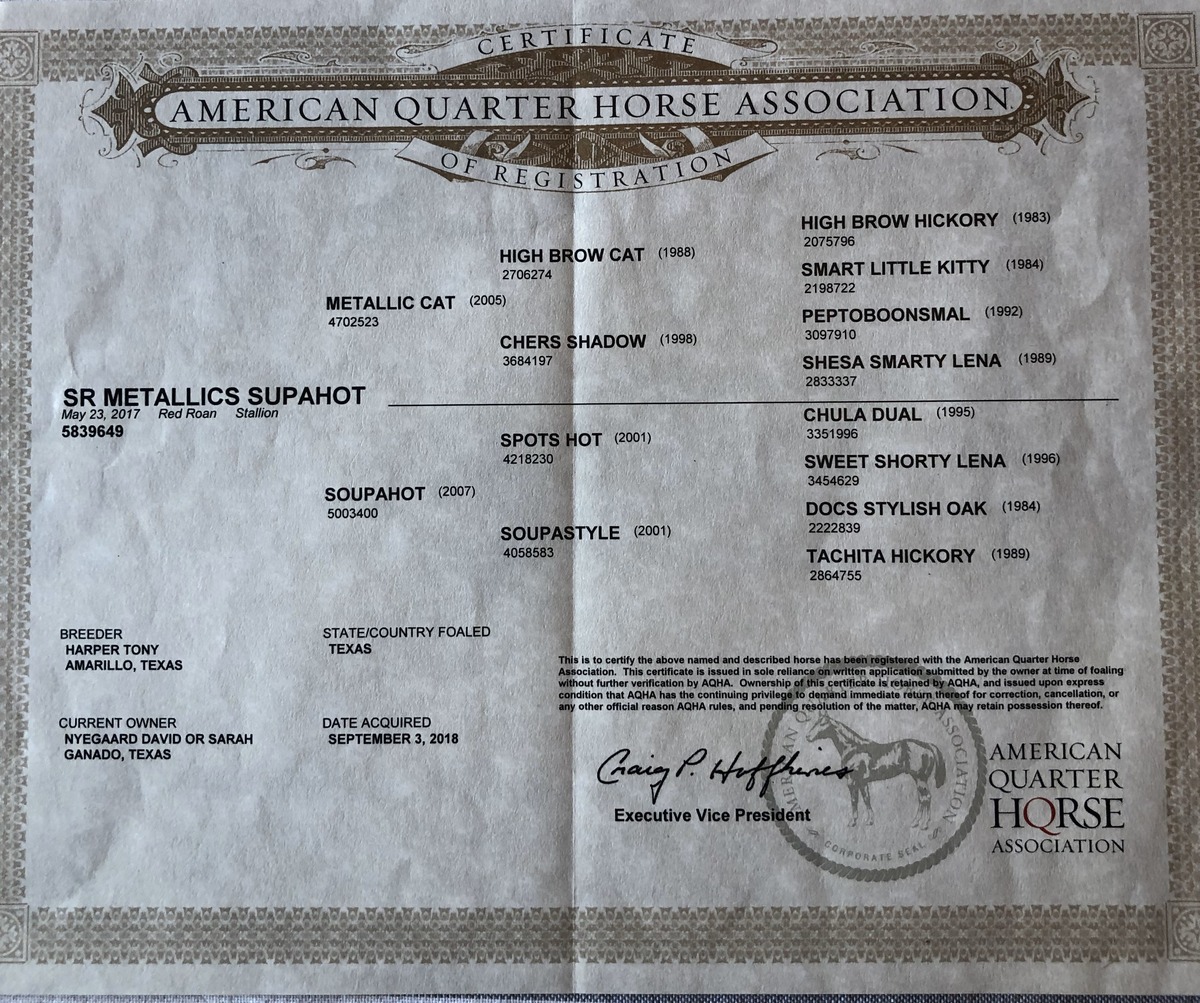 CERTIFICATE
AMERICAN QUARTER HORSE ASSOCIATION
OF REGISTRATION
HIGH BROW HICKORY (1983)
2075796
HIGH BROW CAT (1988)
2706274
SMART LITTLE KITTY (1984)
2198722
METALLIC CAT (2005)
4702523
PEPTOBOONSMAL (1992)
3097910
CHERS SHADOW (1998)
3684197
SHESA SMARTY LENA (1989)
2833337
SR METALLICS SUPAHOT
May 23, 2017 Red Roan Stallion
5839649
CHULA DUAL (1995)
3351996
SPOTS HOT (2001)
4218230
SWEET SHORTY LENA (1996)
3454629
SOUPAHOT (2007)
5003400
DOCS STYLISH OAK (1984)
2222839
SOUPASTYLE (2001)
4058583
TACHITA HICKORY (1989)
2864755
BREEDER
HARPER TONY
AMARILLO, TEXAS
STATE/COUNTRY FOALED
TEXAS
CURRENT OWNER
NYEGAARD DAVID OR SARAH
GANADO, TEXAS
DATE ACQUIRED
SEPTEMBER 3, 2018
This is to certify the above named and described horse has been registered with the American Quarter Horse
Association. This certificate is issued in sole reliance on written application submitted by the owner at time of foaling
without further verification by AQHA. Ownership of this certificate is retained by AQHA, and issued upon express
condition that AQHA has the continuing privilege to demand immediate return thereof for correction, cancellation, or
any other official reason AQHA rules, and pending resolution of the matter, AQHA may retain possession thereof.
Craig P. Huffhines
Executive Vice President
AMERICAN ASSOCIATION
CORPORATE SEAL
AMERICAN
QUARTER
HORSE
ASSOCIATION